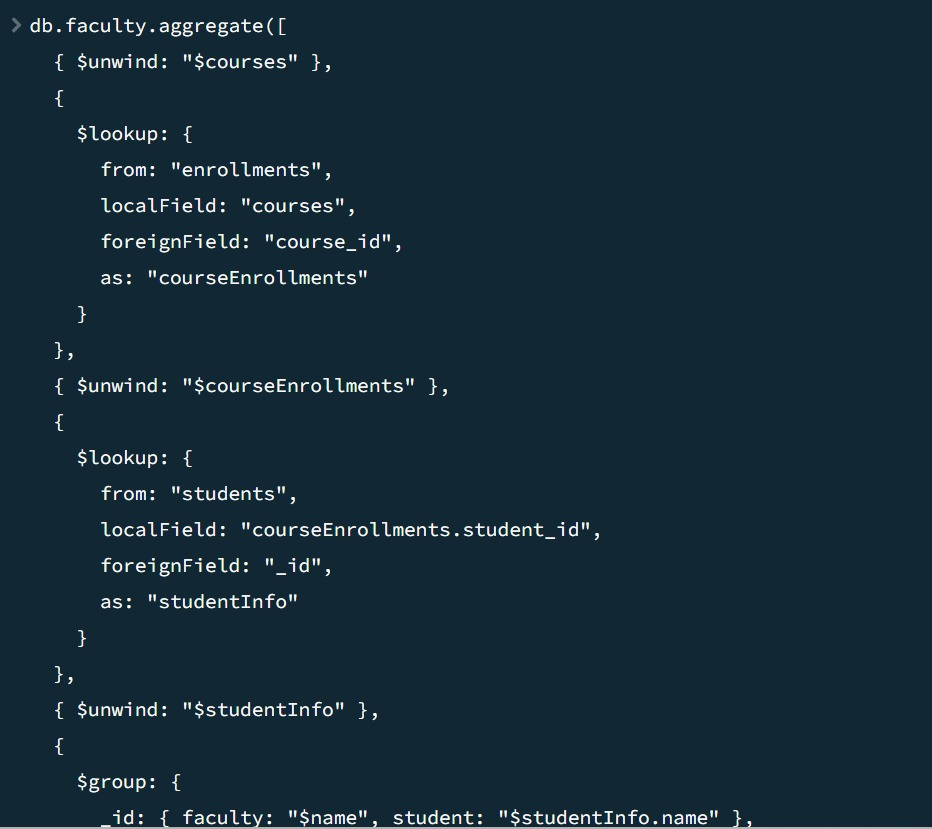 > db.faculty.aggregate([
{ $unwind: "$courses" },
{
$lookup: {
from: "enrollments",
localField: "courses",
foreignField: "course_id",
as: "courseEnrollments"
}
},
{ $unwind: "$courseEnrollments" },
{
$lookup: {
from: "students",
localField: "courseEnrollments.student_id",
foreignField: "_id",
as: "studentInfo"
}
},
{ $unwind: "$studentInfo" },
{
$group: {
_id: { faculty: "$name", student: "$studentInfo.name" },